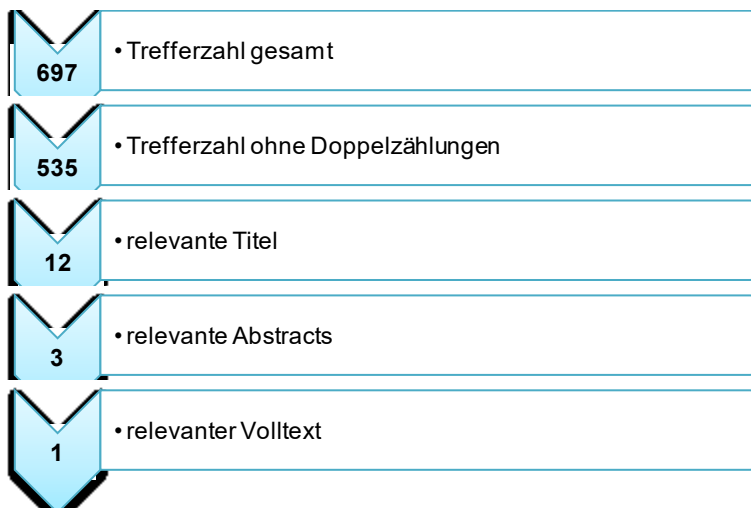 697
• Trefferzahl gesamt
535
• Trefferzahl ohne Doppelzählungen
12
• relevante Titel
3
• relevante Abstracts
1
• relevanter Volltext